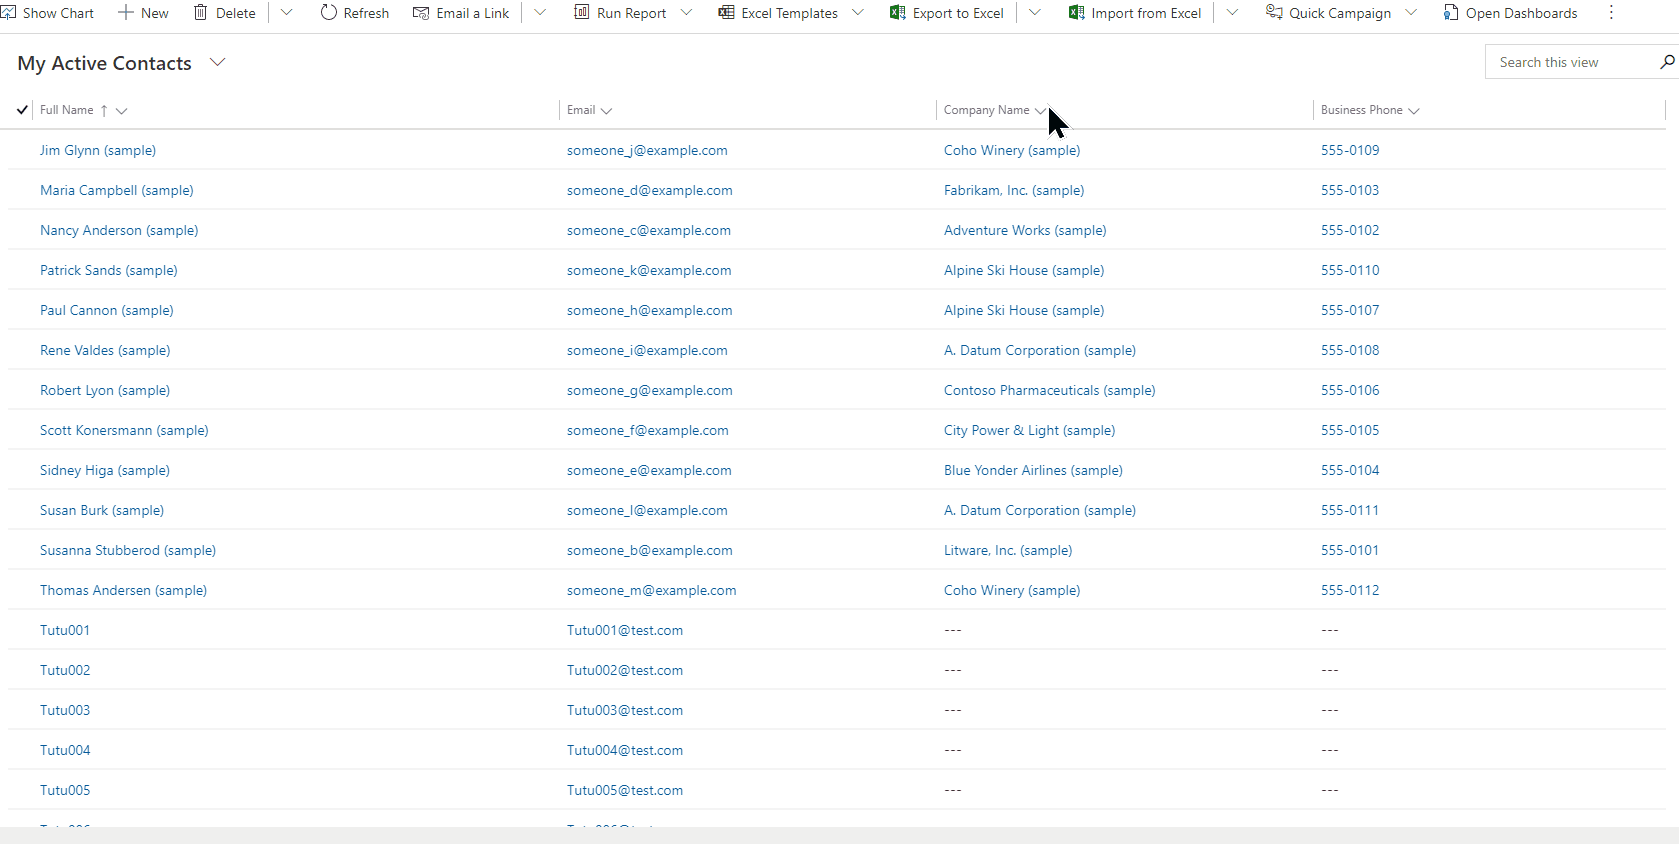 Show Chart New Delete Refresh Email a Link Run Report Excel Templates Export to Excel Import from Excel Quick Campaign Open Dashboards
My Active Contacts Search this view
Full Name Email Company Name Business Phone
Jim Glynn (sample) someone_j@example.com Coho Winery (sample) 555-0109
Maria Campbell (sample) someone_d@example.com Fabrikam, Inc. (sample) 555-0103
Nancy Anderson (sample) someone_c@example.com Adventure Works (sample) 555-0102
Patrick Sands (sample) someone_k@example.com Alpine Ski House (sample) 555-0110
Paul Cannon (sample) someone_h@example.com Alpine Ski House (sample) 555-0107
Rene Valdes (sample) someone_i@example.com A. Datum Corporation (sample) 555-0108
Robert Lyon (sample) someone_g@example.com Contoso Pharmaceuticals (sample) 555-0106
Scott Konersmann (sample) someone_f@example.com City Power & Light (sample) 555-0105
Sidney Higa (sample) someone_e@example.com Blue Yonder Airlines (sample) 555-0104
Susan Burk (sample) someone_l@example.com A. Datum Corporation (sample) 555-0111
Susanna Stubberod (sample) someone_b@example.com Litware, Inc. (sample) 555-0101
Thomas Andersen (sample) someone_m@example.com Coho Winery (sample) 555-0112
Tutu001 Tutu001@test.com --- ---
Tutu002 Tutu002@test.com --- ---
Tutu003 Tutu003@test.com --- ---
Tutu004 Tutu004@test.com --- ---
Tutu005 Tutu005@test.com --- ---